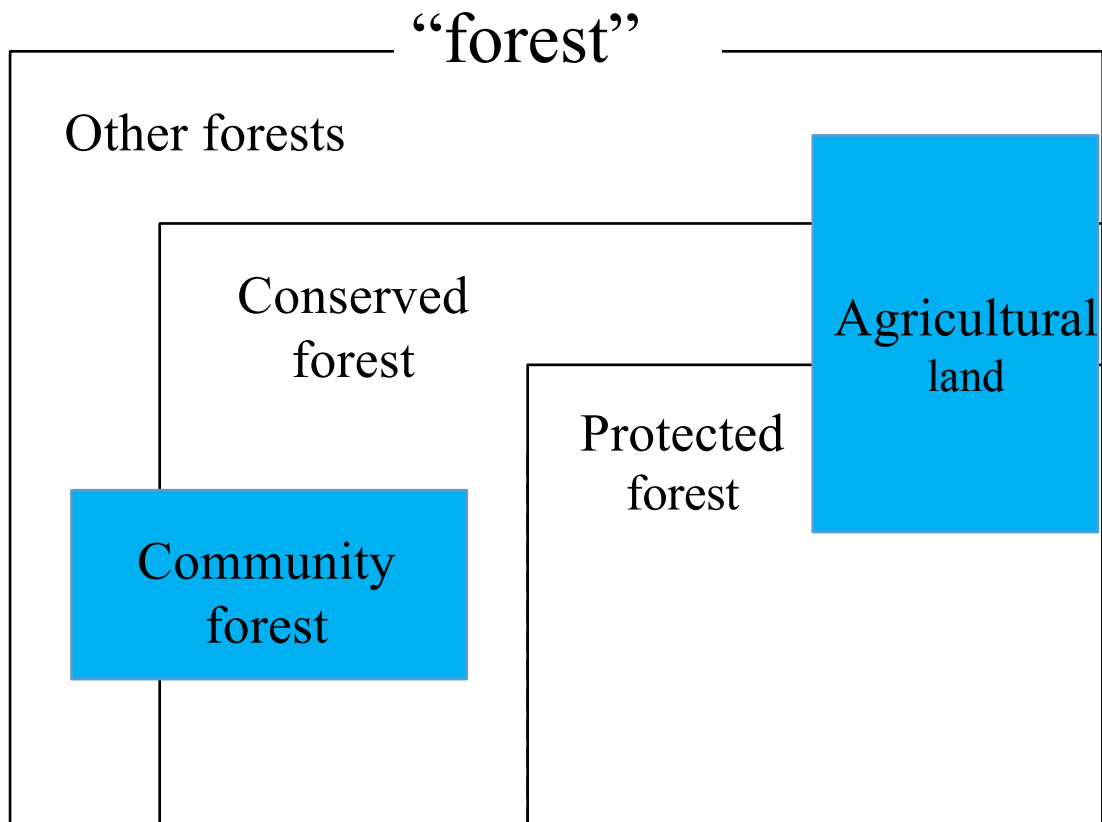 “forest”
Other forests
Conserved
forest
Agricultural
land
Protected
forest
Community
forest